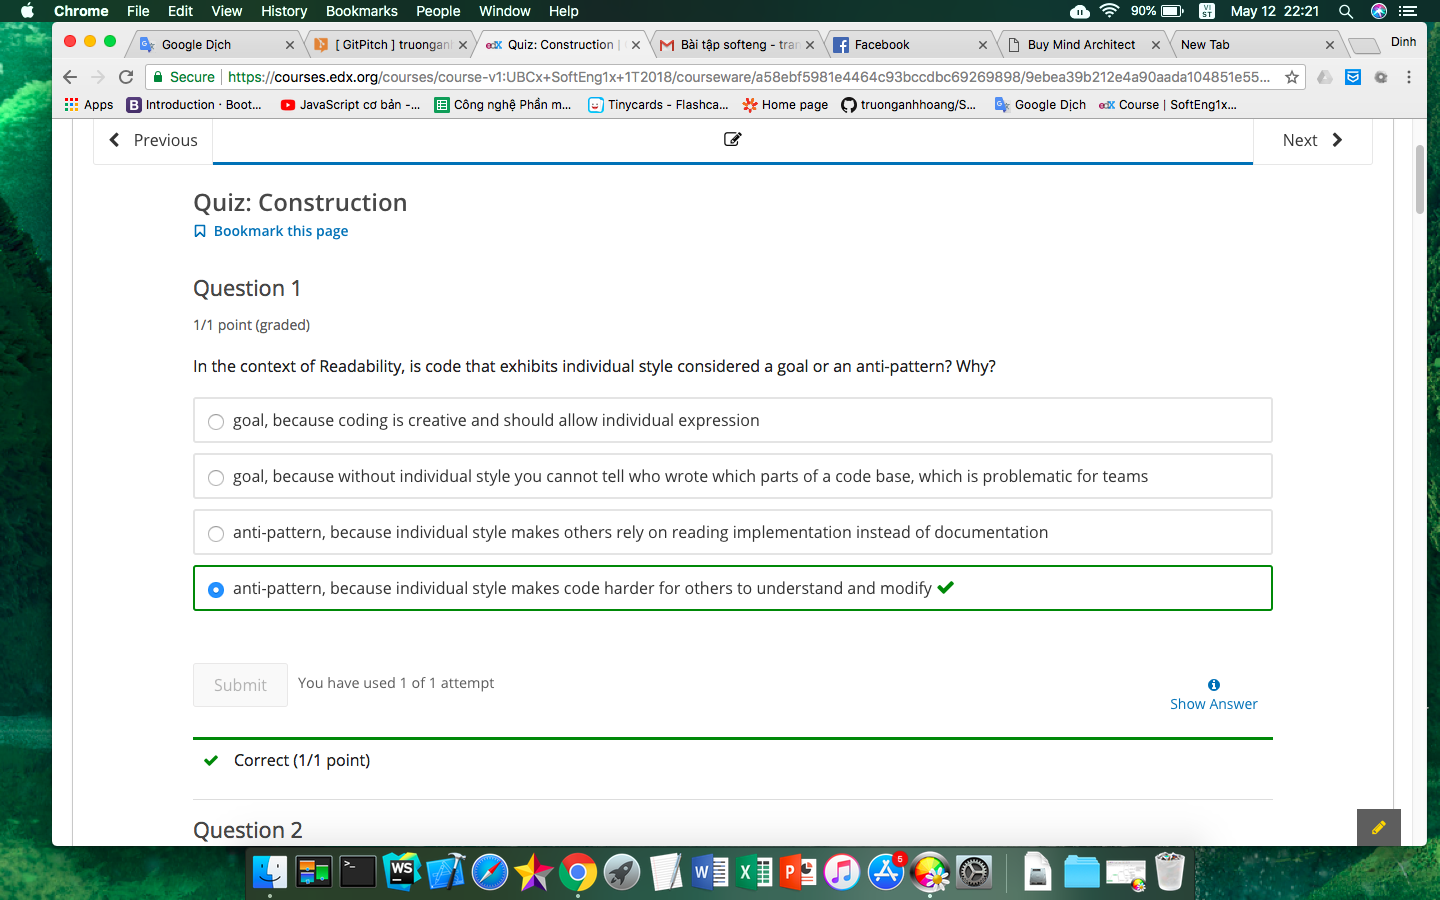 Chrome File Edit View History Bookmarks People Window Help 90% VI ST May 12 22:21
Google Dịch [ GitPitch ] truongan Quiz: Construction | Bài tập softeng - tran Facebook Buy Mind Architect New Tab Dinh
Secure https://courses.edx.org/courses/course-v1:UBCx+SoftEng1x+1T2018/courseware/a58ebf5981e4464c93bccdbc69269898/9ebea39b212e4a90aada104851e55...
Apps Introduction · Boot... JavaScript cơ bản -... Công nghệ Phần m... Tinycards - Flashca... Home page truonganhhoang/S... Google Dịch edX Course | SoftEng1x...
Previous Next
Quiz: Construction
Bookmark this page
Question 1
1/1 point (graded)
In the context of Readability, is code that exhibits individual style considered a goal or an anti-pattern? Why?
goal, because coding is creative and should allow individual expression
goal, because without individual style you cannot tell who wrote which parts of a code base, which is problematic for teams
anti-pattern, because individual style makes others rely on reading implementation instead of documentation
anti-pattern, because individual style makes code harder for others to understand and modify
Submit You have used 1 of 1 attempt
Show Answer
Correct (1/1 point)
Question 2
WS W X P 5